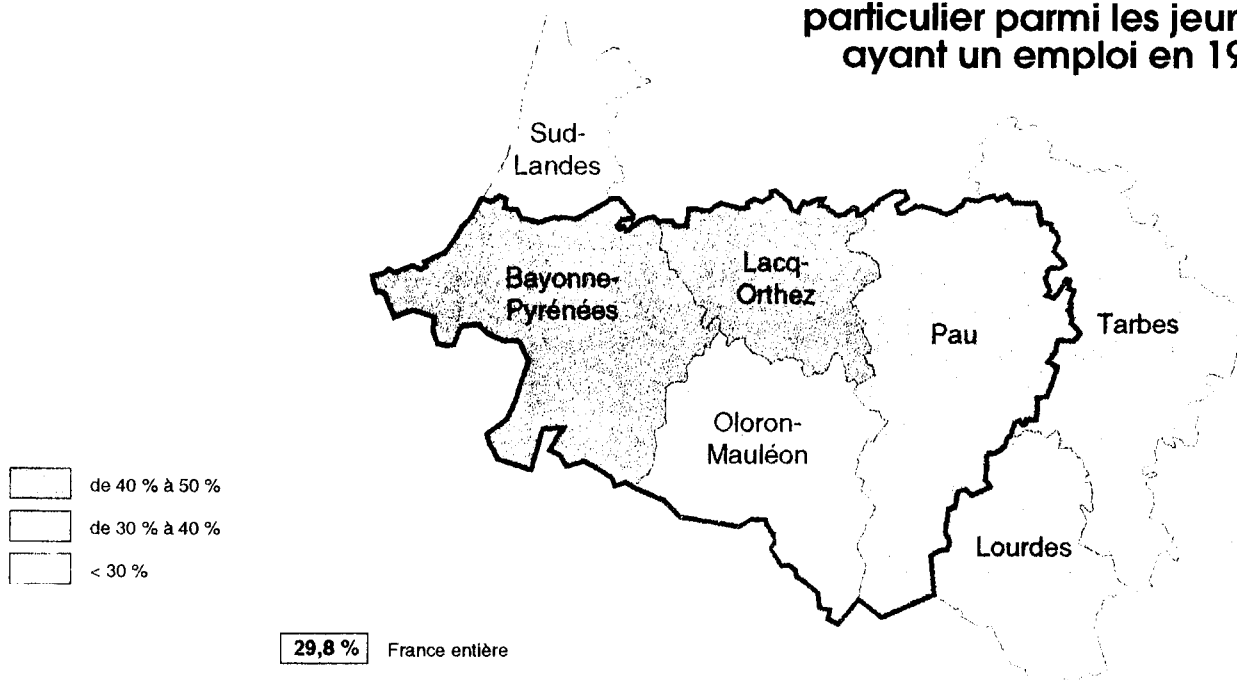 particulier parmi les jeun
ayant un emploi en 19
Sud-
Landes
Bayonne-
Pyrénées
Lacq-
Orthez
Pau
Tarbes
Oloron-
Mauléon
Lourdes
de 40 % à 50 %
de 30 % à 40 %
< 30 %
29,8 % France entière